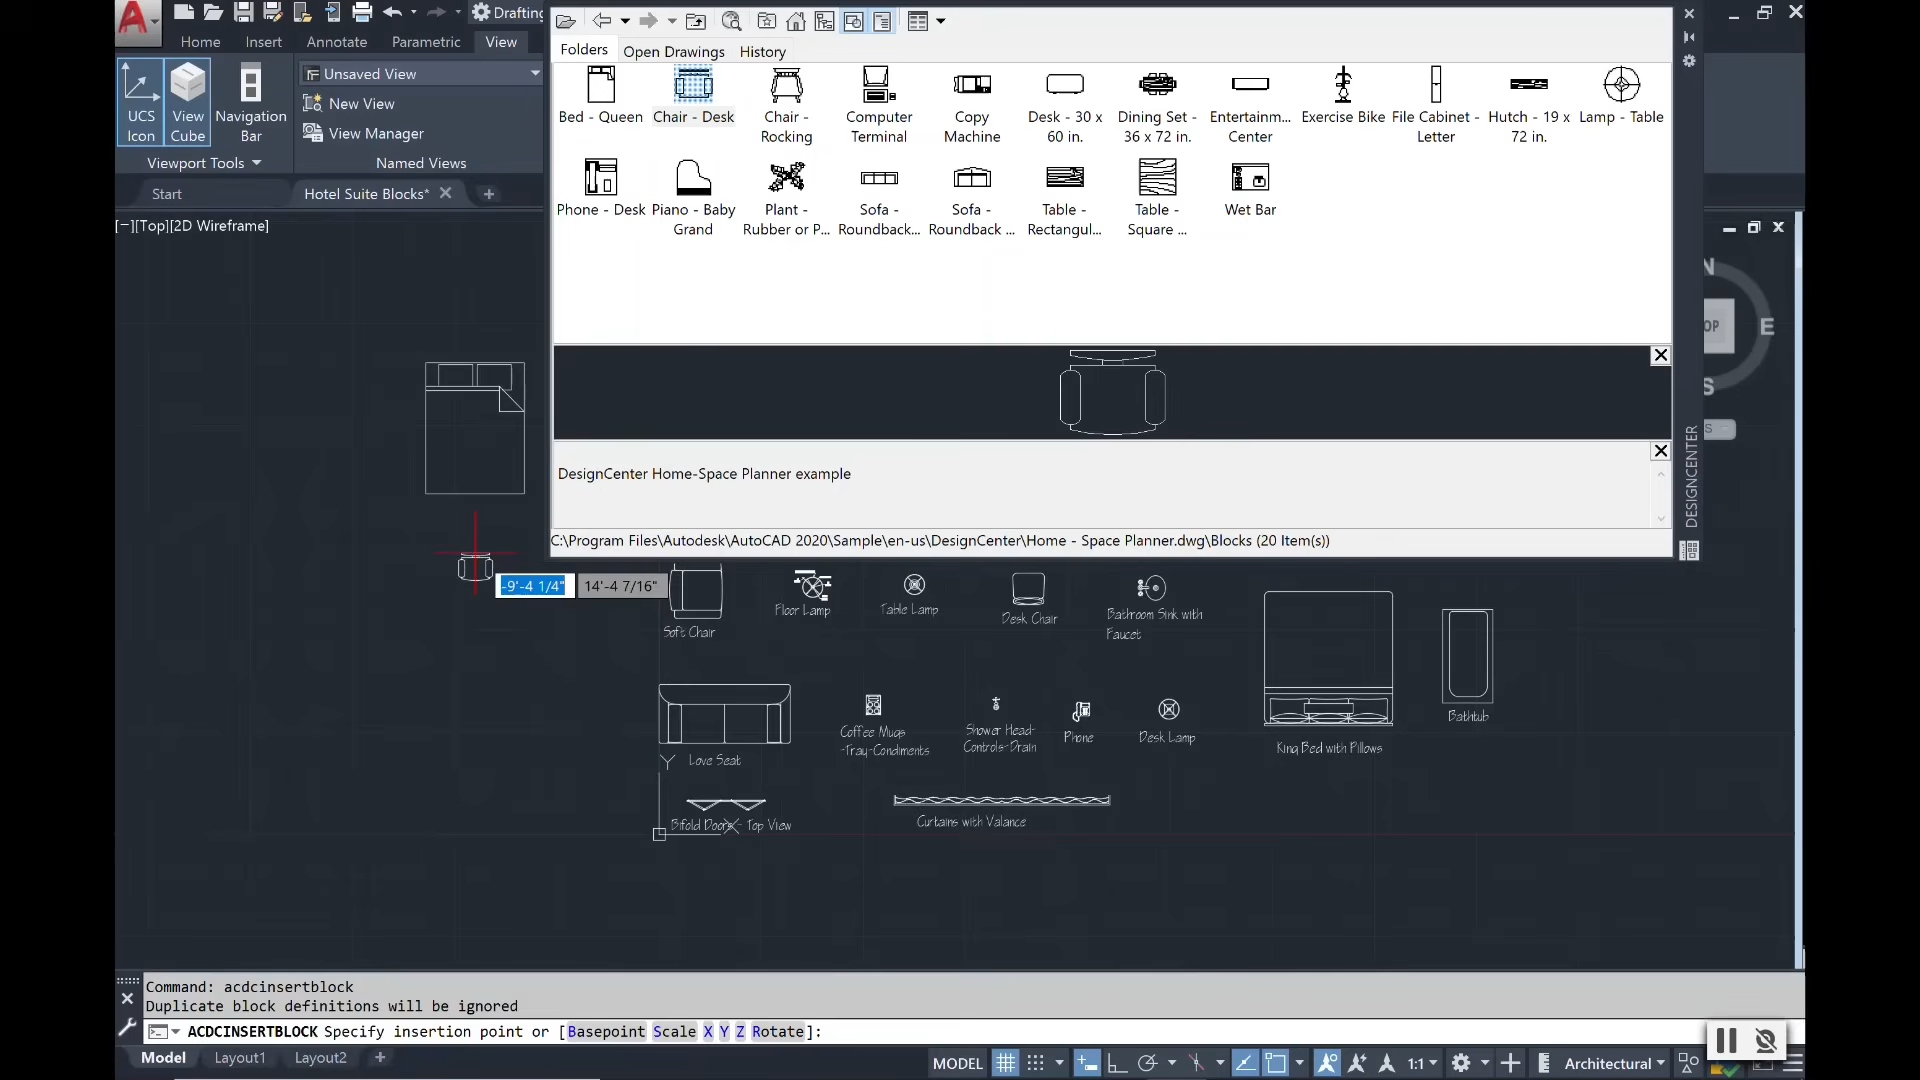 Drafting
Home Insert Annotate Parametric View
UCS Icon
View Cube
Navigation Bar
Viewport Tools
Unsaved View
New View
View Manager
Named Views
Start
Hotel Suite Blocks*
[−][Top][2D Wireframe]
Folders Open Drawings History
Bed - Queen
Chair - Desk
Chair - Rocking
Computer Terminal
Copy Machine
Desk - 30 x 60 in.
Dining Set - 36 x 72 in.
Entertainm... Center
Exercise Bike
File Cabinet - Letter
Hutch - 19 x 72 in.
Lamp - Table
Phone - Desk
Piano - Baby Grand
Plant - Rubber or P...
Sofa - Roundback...
Sofa - Roundback ...
Table - Rectangul...
Table - Square ...
Wet Bar
DesignCenter Home-Space Planner example
C:\Program Files\Autodesk\AutoCAD 2020\Sample\en-us\DesignCenter\Home - Space Planner.dwg\Blocks (20 Item(s))
DESIGNCENTER
N
OP
E
S
-9'-4 1/4"
14'-4 7/16"
Soft Chair
Floor Lamp
Table Lamp
Desk Chair
Bathroom Sink with
Faucet
Coffee Mugs
-Tray-Condiments
Shower Head-
Controls-Drain
Phone
Desk Lamp
King Bed with Pillows
Bathtub
Y
Love Seat
X
Bifold Doors - Top View
Curtains with Valance
Command: acdcinsertblock
Duplicate block definitions will be ignored
ACDCINSERTBLOCK Specify insertion point or [Basepoint Scale X Y Z Rotate]:
Model Layout1 Layout2 +
MODEL
1:1
Architectural